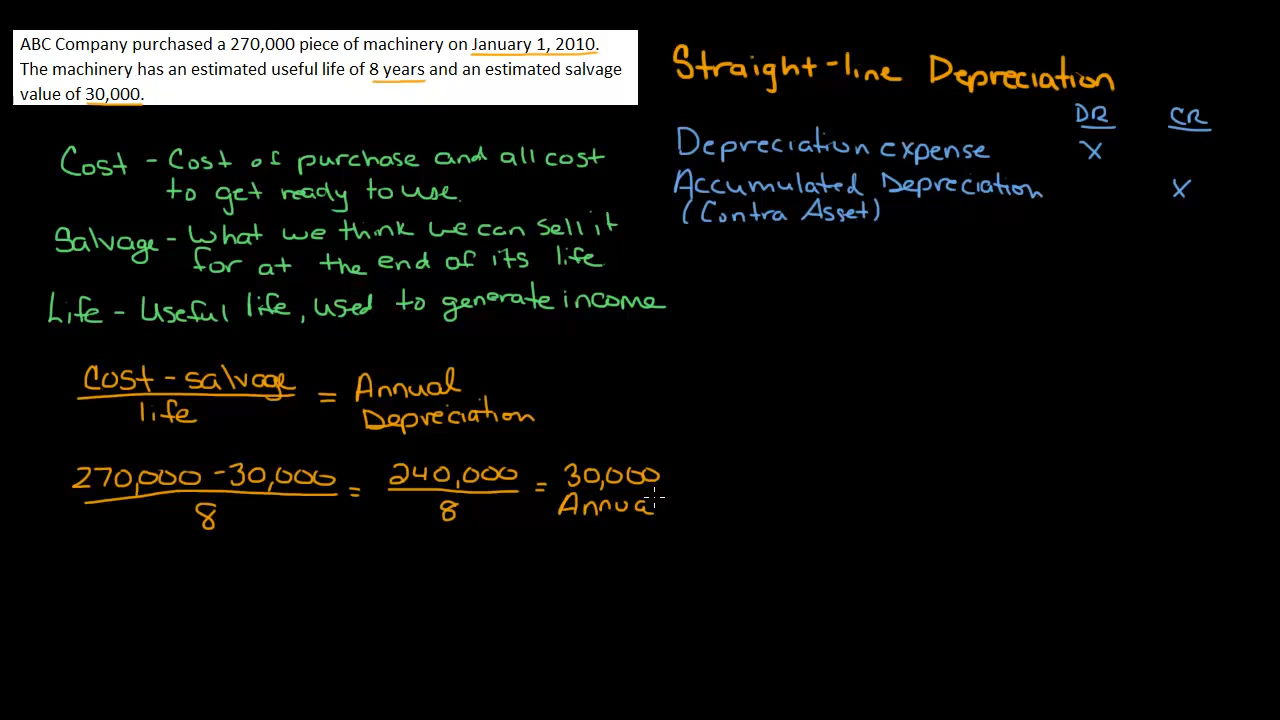 ABC Company purchased a 270,000 piece of machinery on January 1, 2010.
The machinery has an estimated useful life of 8 years and an estimated salvage
value of 30,000.
Cost - Cost of purchase and all cost
to get ready to use.
Salvage - What we think we can sell it
for at the end of its life.
Life - Useful life, used to generate income
Cost - salvage
life
= Annual
Depreciation
270,000 - 30,000
8
=
240,000
8
= 30,000
Annua
Straight-line Depreciation
DR CR
Depreciation expense X
Accumulated Depreciation X
(Contra Asset)